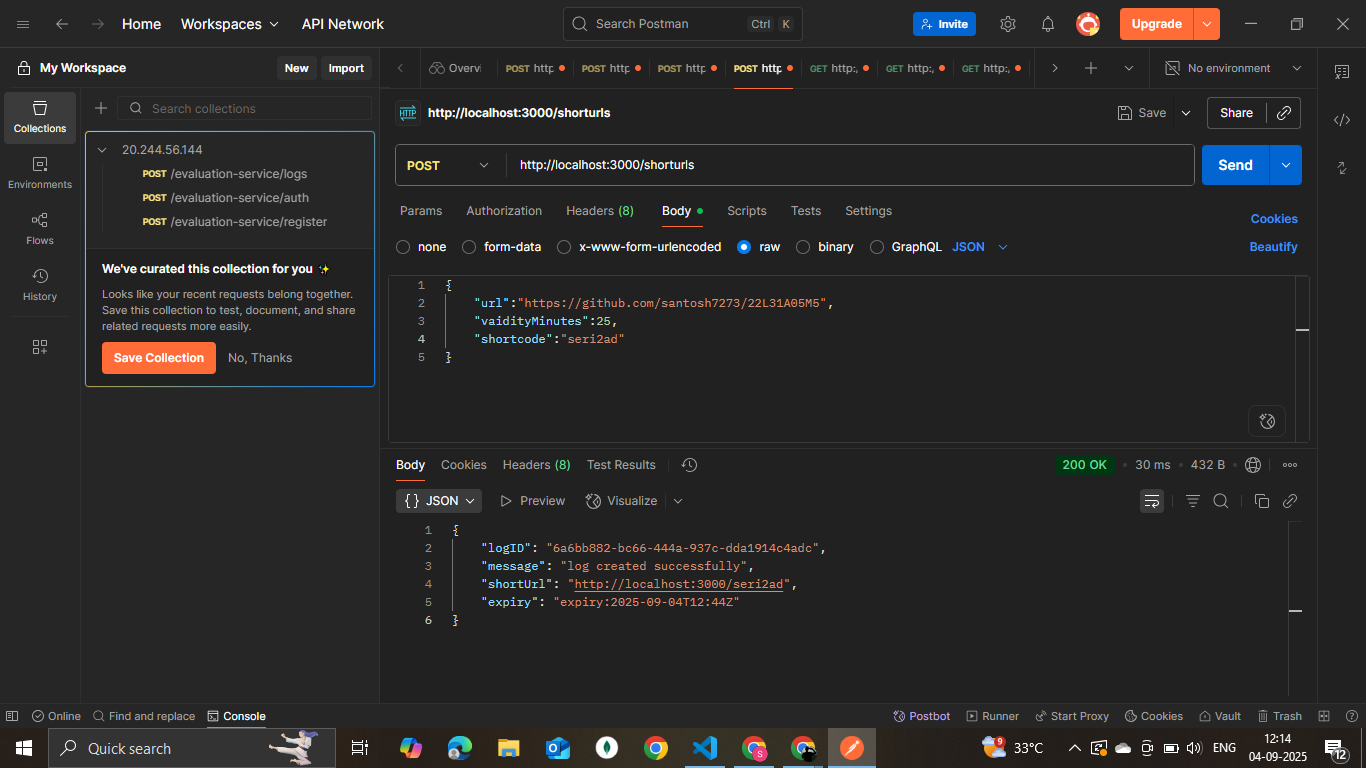 Home Workspaces API Network Search Postman Ctrl K Invite Upgrade
My Workspace New Import Overvi POST http POST http POST http POST http GET http:, GET http:, GET http:, No environment
Collections
Environments
Flows
History
Search collections
20.244.56.144
POST /evaluation-service/logs
POST /evaluation-service/auth
POST /evaluation-service/register
We've curated this collection for you ✨
Looks like your recent requests belong together.
Save this collection to test, document, and share
related requests more easily.
Save Collection No, Thanks
HTTP http://localhost:3000/shorturls Save Share
POST http://localhost:3000/shorturls Send
Params Authorization Headers (8) Body Scripts Tests Settings Cookies
none form-data x-www-form-urlencoded raw binary GraphQL JSON Beautify
1 {
2 "url":"https://github.com/santosh7273/22L31A05M5",
3 "vaidityMinutes":25,
4 "shortcode":"seri2ad"
5 }
Body Cookies Headers (8) Test Results 200 OK • 30 ms • 432 B
{} JSON Preview Visualize
1 {
2 "logID": "6a6bb882-bc66-444a-937c-dda1914c4adc",
3 "message": "log created successfully",
4 "shortUrl": "http://localhost:3000/seri2ad",
5 "expiry": "expiry:2025-09-04T12:44Z"
6 }
Online Find and replace Console Postbot Runner Start Proxy Cookies Vault Trash
Quick search 9 33°C ENG 12:14
04-09-2025
12
S